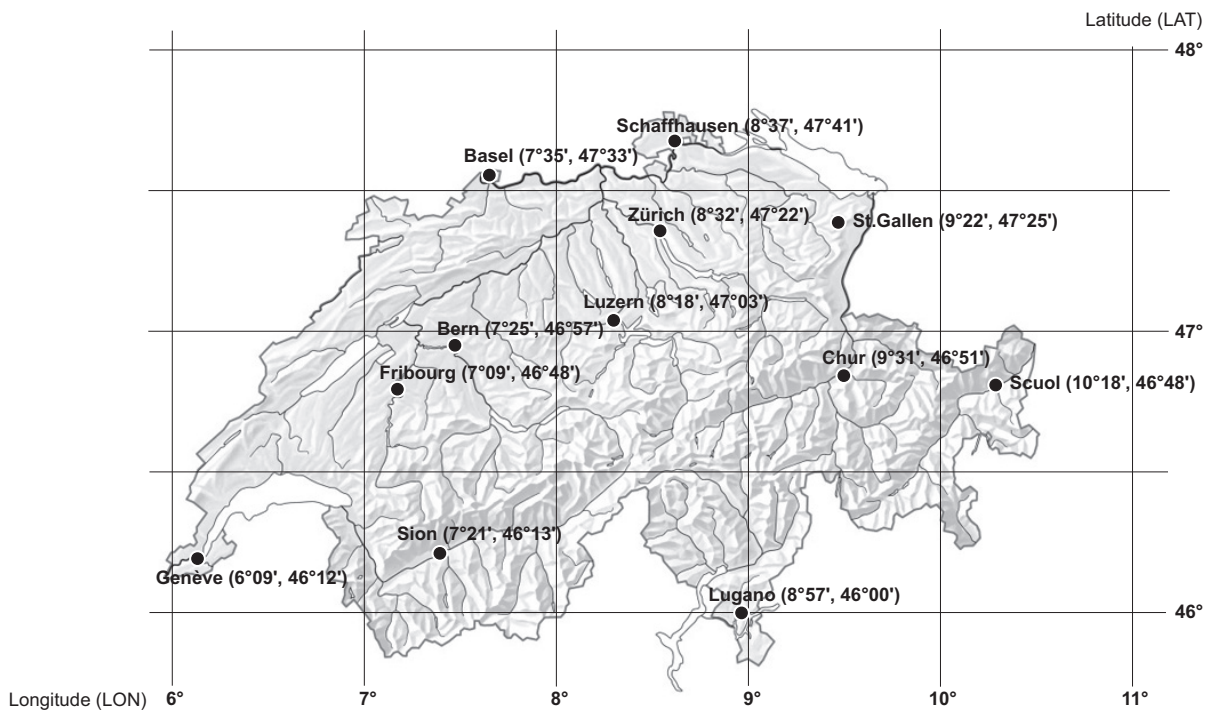 Latitude (LAT)
48°
Schaffhausen (8°37', 47°41')
Basel (7°35', 47°33')
Zürich (8°32', 47°22')
St.Gallen (9°22', 47°25')
Luzern (8°18', 47°03')
Bern (7°25', 46°57')
47°
Chur (9°31', 46°51')
Fribourg (7°09', 46°48')
Scuol (10°18', 46°48')
Sion (7°21', 46°13')
Genève (6°09', 46°12')
Lugano (8°57', 46°00')
46°
Longitude (LON) 6° 7° 8° 9° 10° 11°